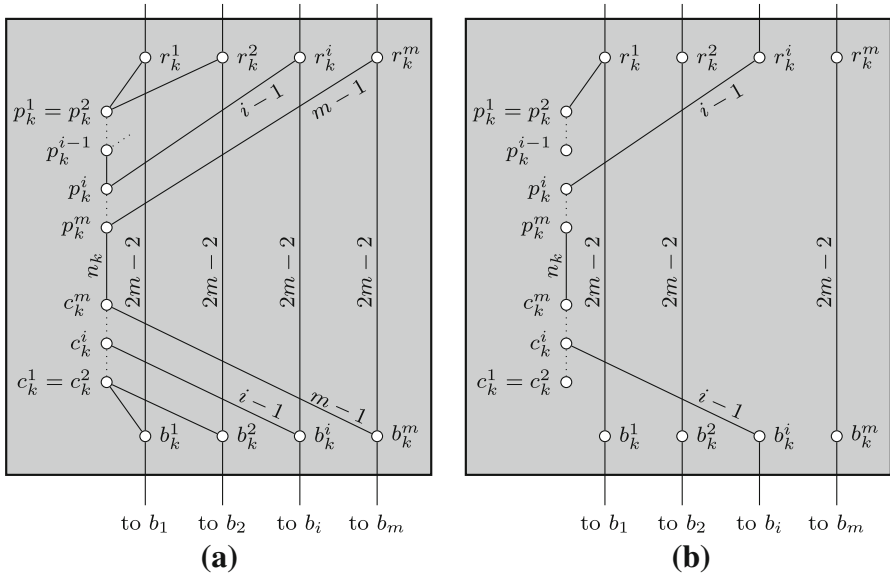 r_k^1 r_k^2 r_k^i r_k^m
p_k^1 = p_k^2
i − 1
m − 1
p_k^{i−1}
p_k^i
p_k^m
n_k
2m − 2 2m − 2 2m − 2 2m − 2
c_k^m
c_k^i
c_k^1 = c_k^2
i − 1
m − 1
b_k^1 b_k^2 b_k^i b_k^m
to b_1 to b_2 to b_i to b_m
(a)
r_k^1 r_k^2 r_k^i r_k^m
p_k^1 = p_k^2
i − 1
p_k^{i−1}
p_k^i
p_k^m
n_k
2m − 2 2m − 2 2m − 2
c_k^m
c_k^i
c_k^1 = c_k^2
i − 1
b_k^1 b_k^2 b_k^i b_k^m
to b_1 to b_2 to b_i to b_m
(b)